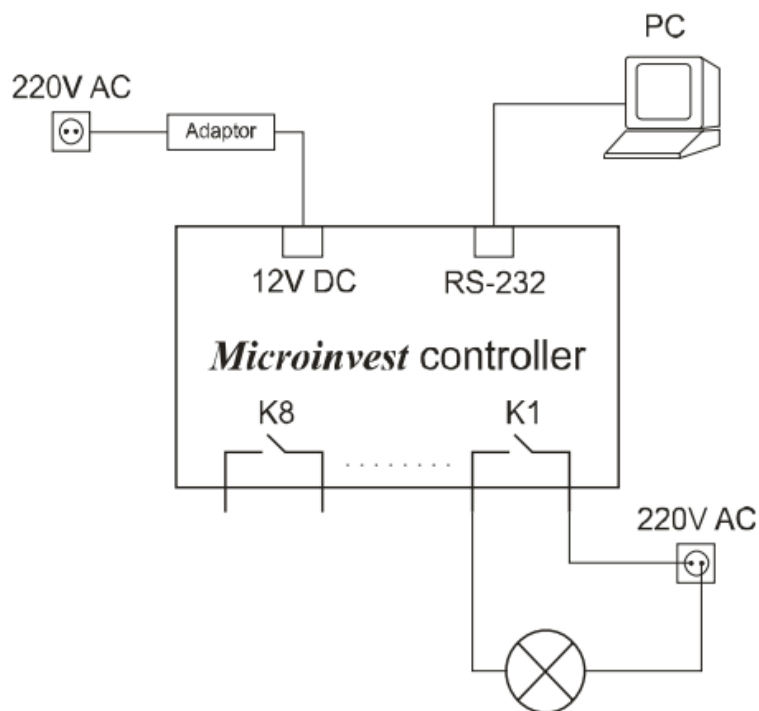 PC
220V AC
Adaptor
12V DC
RS-232
Microinvest controller
K8
K1
........
220V AC